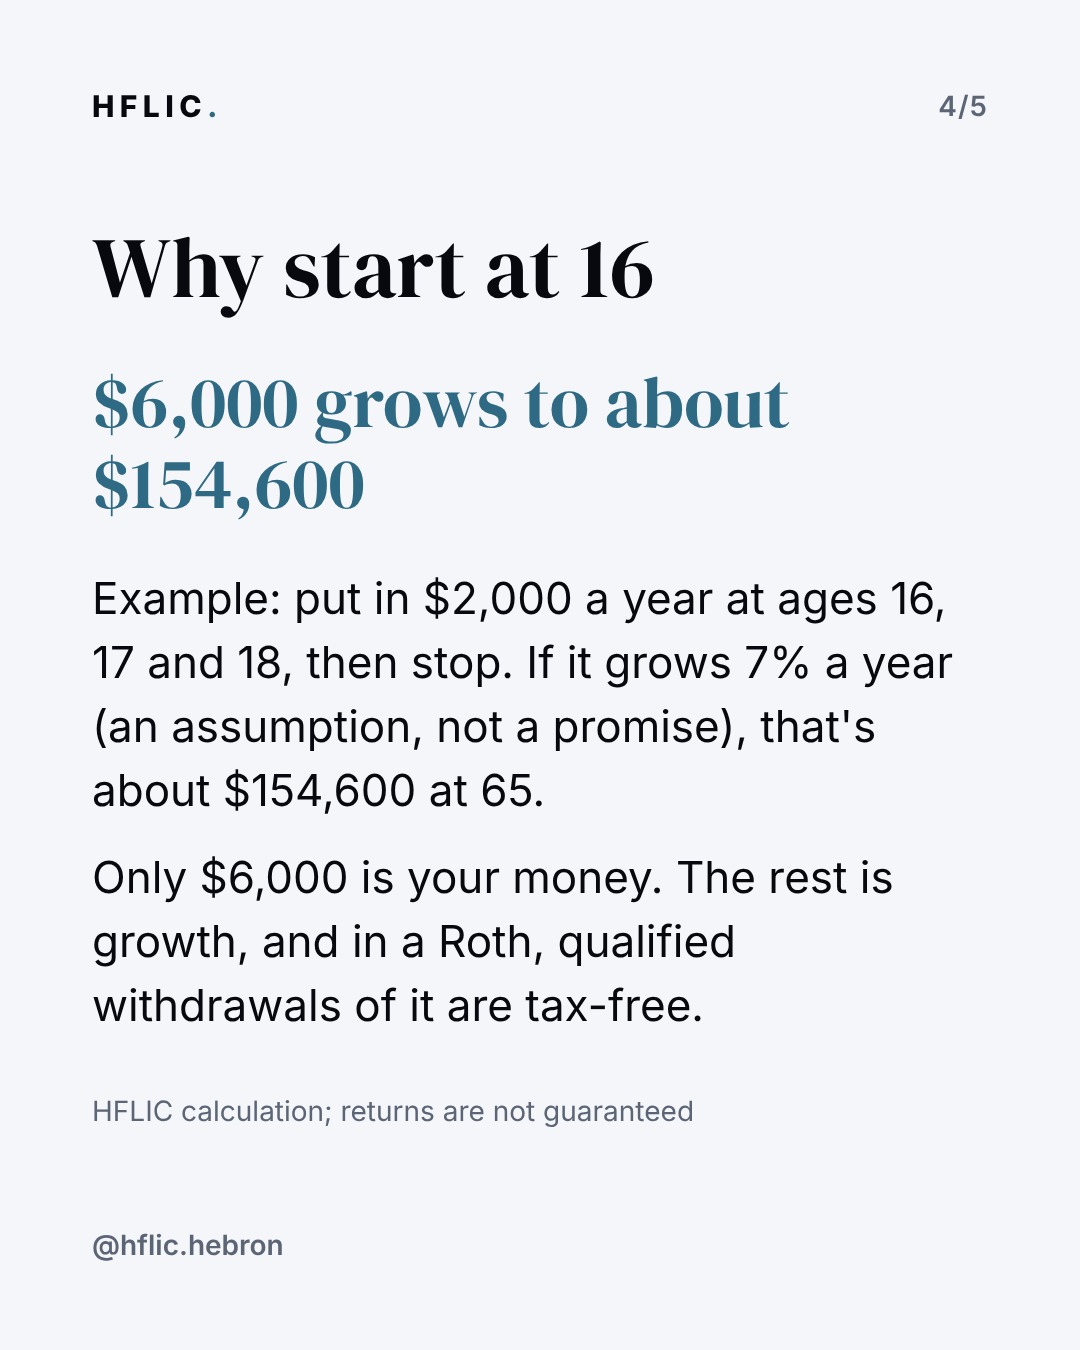 HFLIC.
4/5
Why start at 16
$6,000 grows to about
$154,600
Example: put in $2,000 a year at ages 16,
17 and 18, then stop. If it grows 7% a year
(an assumption, not a promise), that's
about $154,600 at 65.
Only $6,000 is your money. The rest is
growth, and in a Roth, qualified
withdrawals of it are tax-free.
HFLIC calculation; returns are not guaranteed
@hflic.hebron